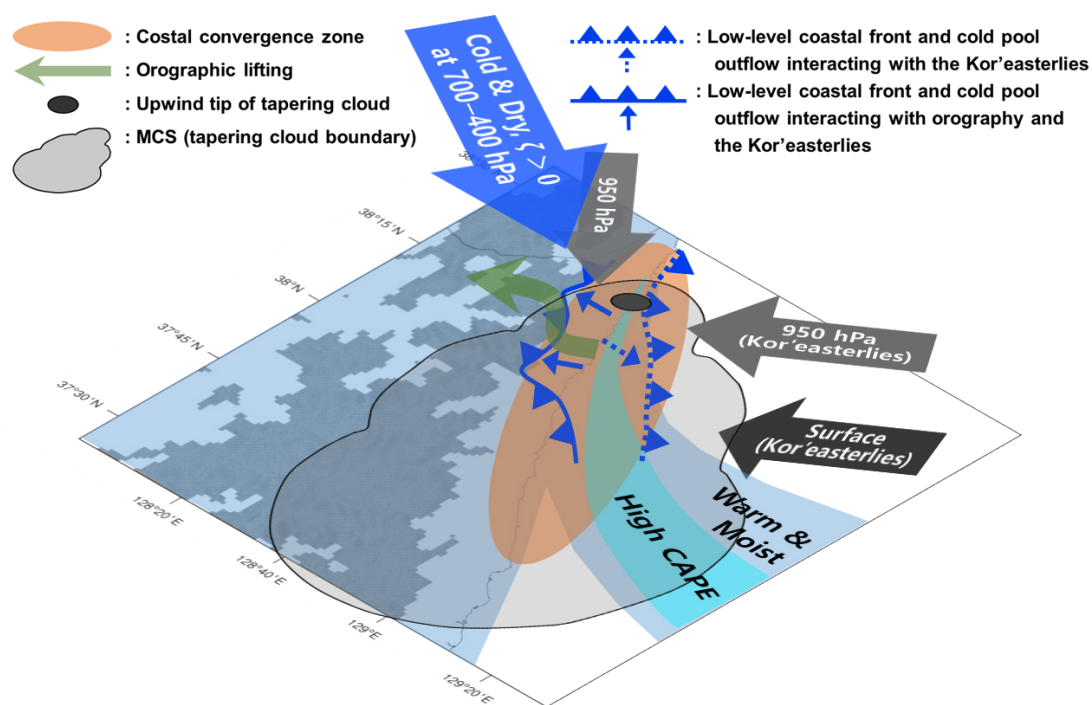 : Costal convergence zone
: Orographic lifting
: Upwind tip of tapering cloud
: MCS (tapering cloud boundary)
: Low-level coastal front and cold pool
outflow interacting with the Kor'easterlies
: Low-level coastal front and cold pool
outflow interacting with orography and
the Kor'easterlies
Cold & Dry, ζ > 0
at 700–400 hPa
950 hPa
950 hPa
(Kor'easterlies)
Surface
(Kor'easterlies)
Warm &
Moist
High CAPE
38°15'N
38°N
37°45'N
37°30'N
128°20'E
128°40'E
129°E
129°20'E